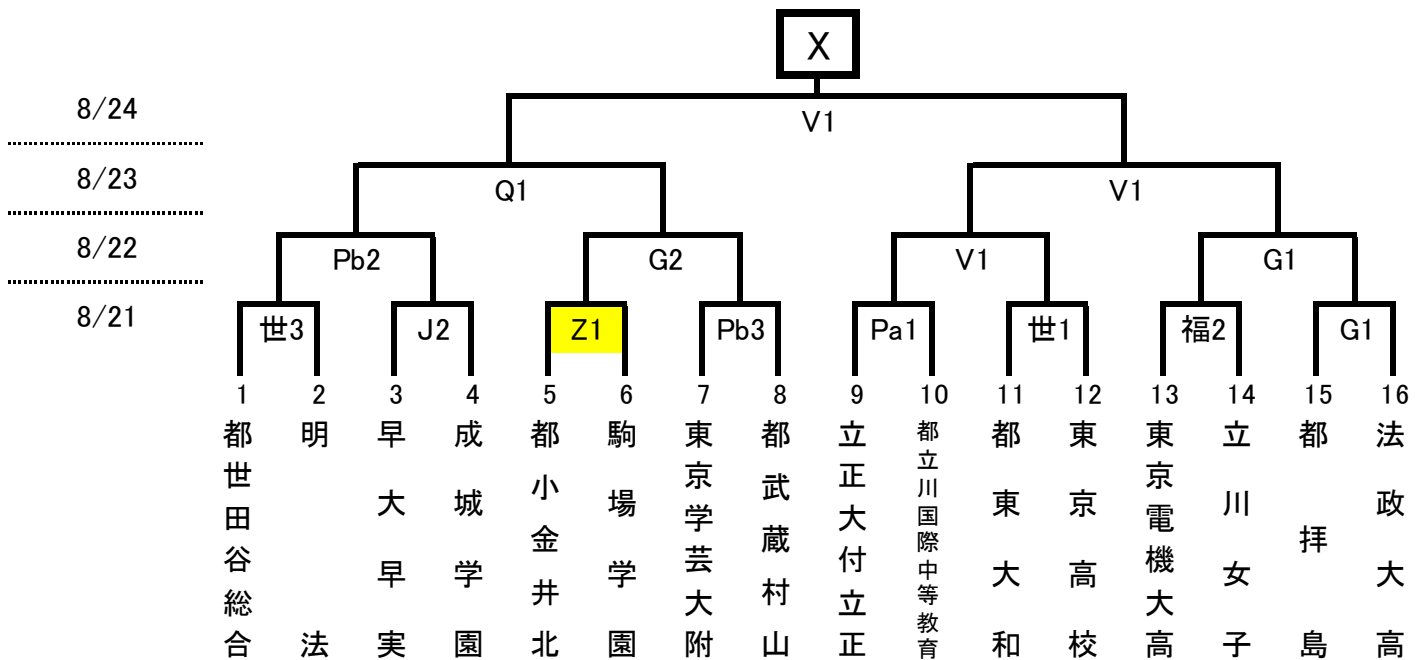 X
8/24
V1
8/23
Q1
V1
8/22
Pb2
G2
V1
G1
8/21
世3
J2
Z1
Pb3
Pa1
世1
福2
G1
1 2 3 4 5 6 7 8 9 10 11 12 13 14 15 16
都世田谷総合
明法
早大早実
成城学園
都小金井北
駒場学園
東京学芸大附
都武蔵村山
立正大付立正
都立川国際中等教育
都東大和
東京高校
東京電機大高
立川女子
都拝島
法政大高